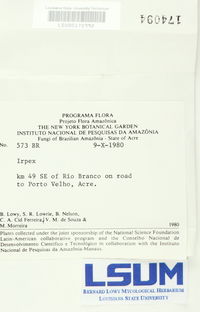 174094
PROGRAMA FLORA
Projeto Flora Amazônica
THE NEW YORK BOTANICAL GARDEN
INSTITUTO NACIONAL DE PESQUISAS DA AMAZÔNIA
Fungi of Brazilian Amazônia - State of Acre
No. 573 BR 9-X-1980
Irpex
km 49 SE of Rio Branco on road
to Porto Velho, Acre.
B. Lowy, S. R. Lowrie, B. Nelson,
C. A. Cid Ferreira, V. M. de Souza &
M. Morreira 1980
Plants collected under the joint sponsorship of the National Science Foundation
Latin-American collaborative program and the Conselho Nacional de
Desenvolvimento Científico e Tecnológico in collaboration with the Instituto
Nacional de Pesquisas da Amazônia-Manaus.
LSUM
BERNARD LOWY MYCOLOGICAL HERBARIUM
LOUISIANA STATE UNIVERSITY